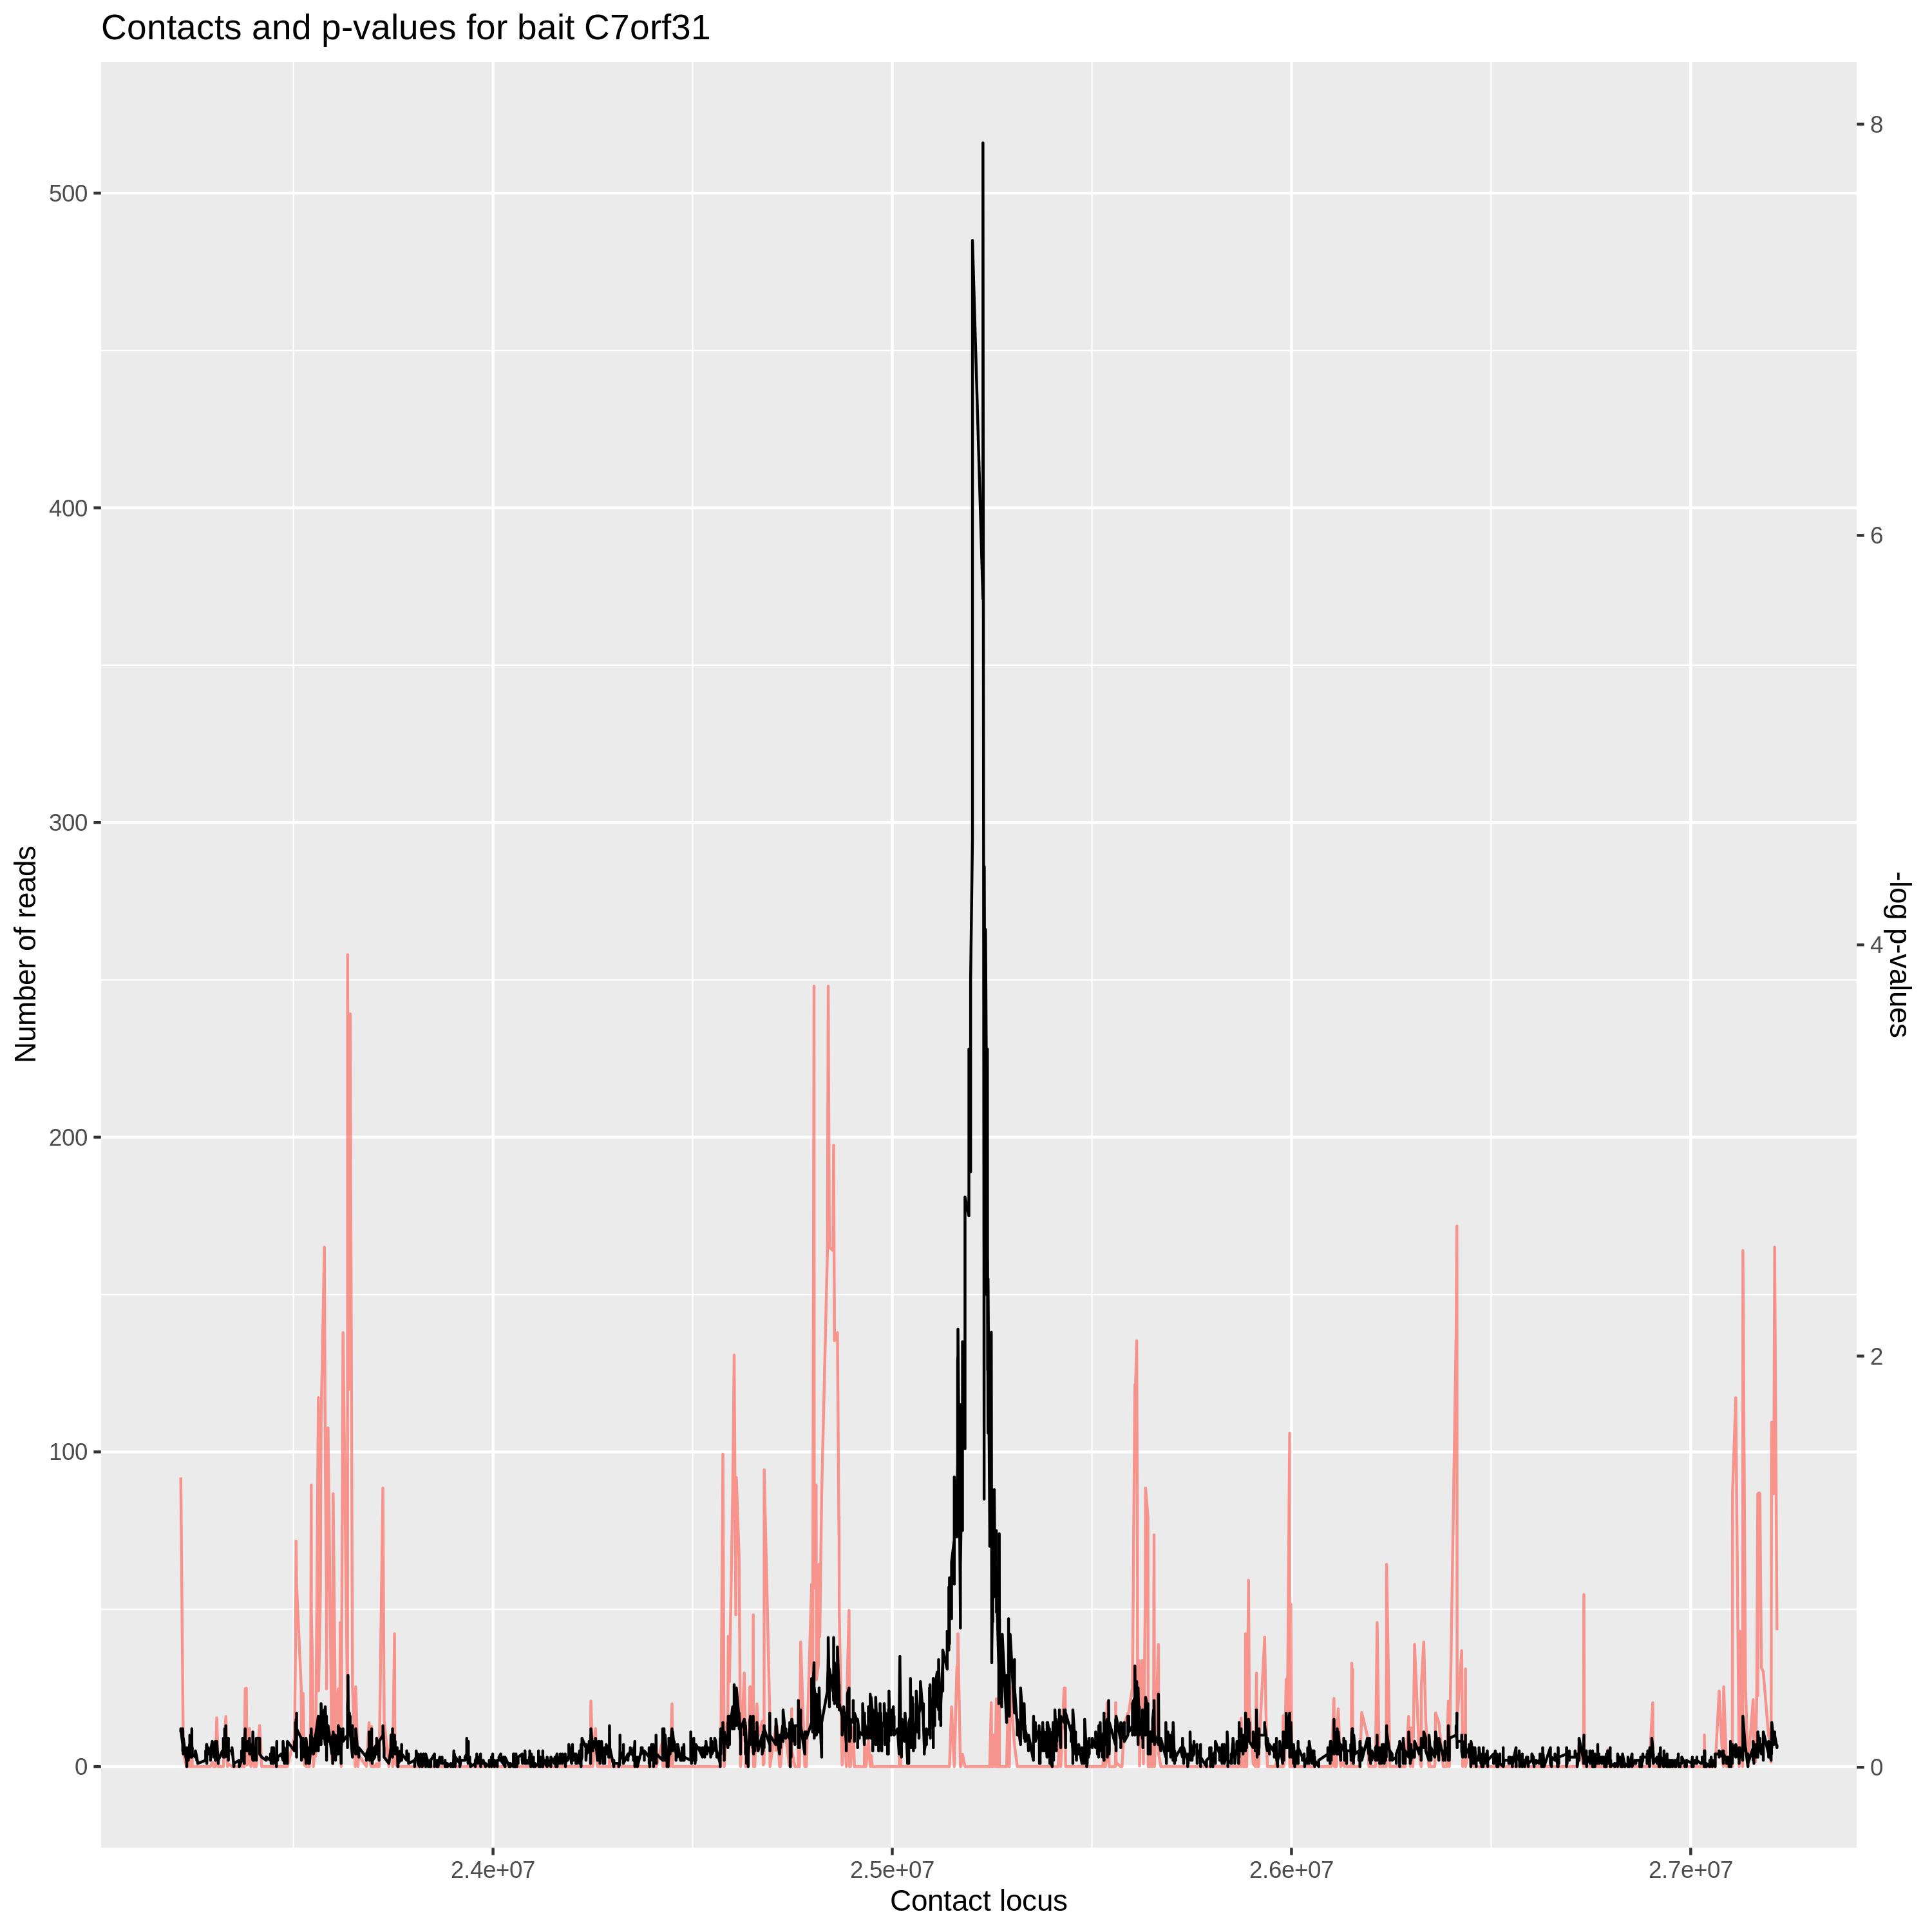 Contacts and p-values for bait C7orf31
8
500
6
400
300
4
200
2
100
0
0
Number of reads
-log p-values
2.4e+07
2.5e+07
2.6e+07
2.7e+07
Contact locus